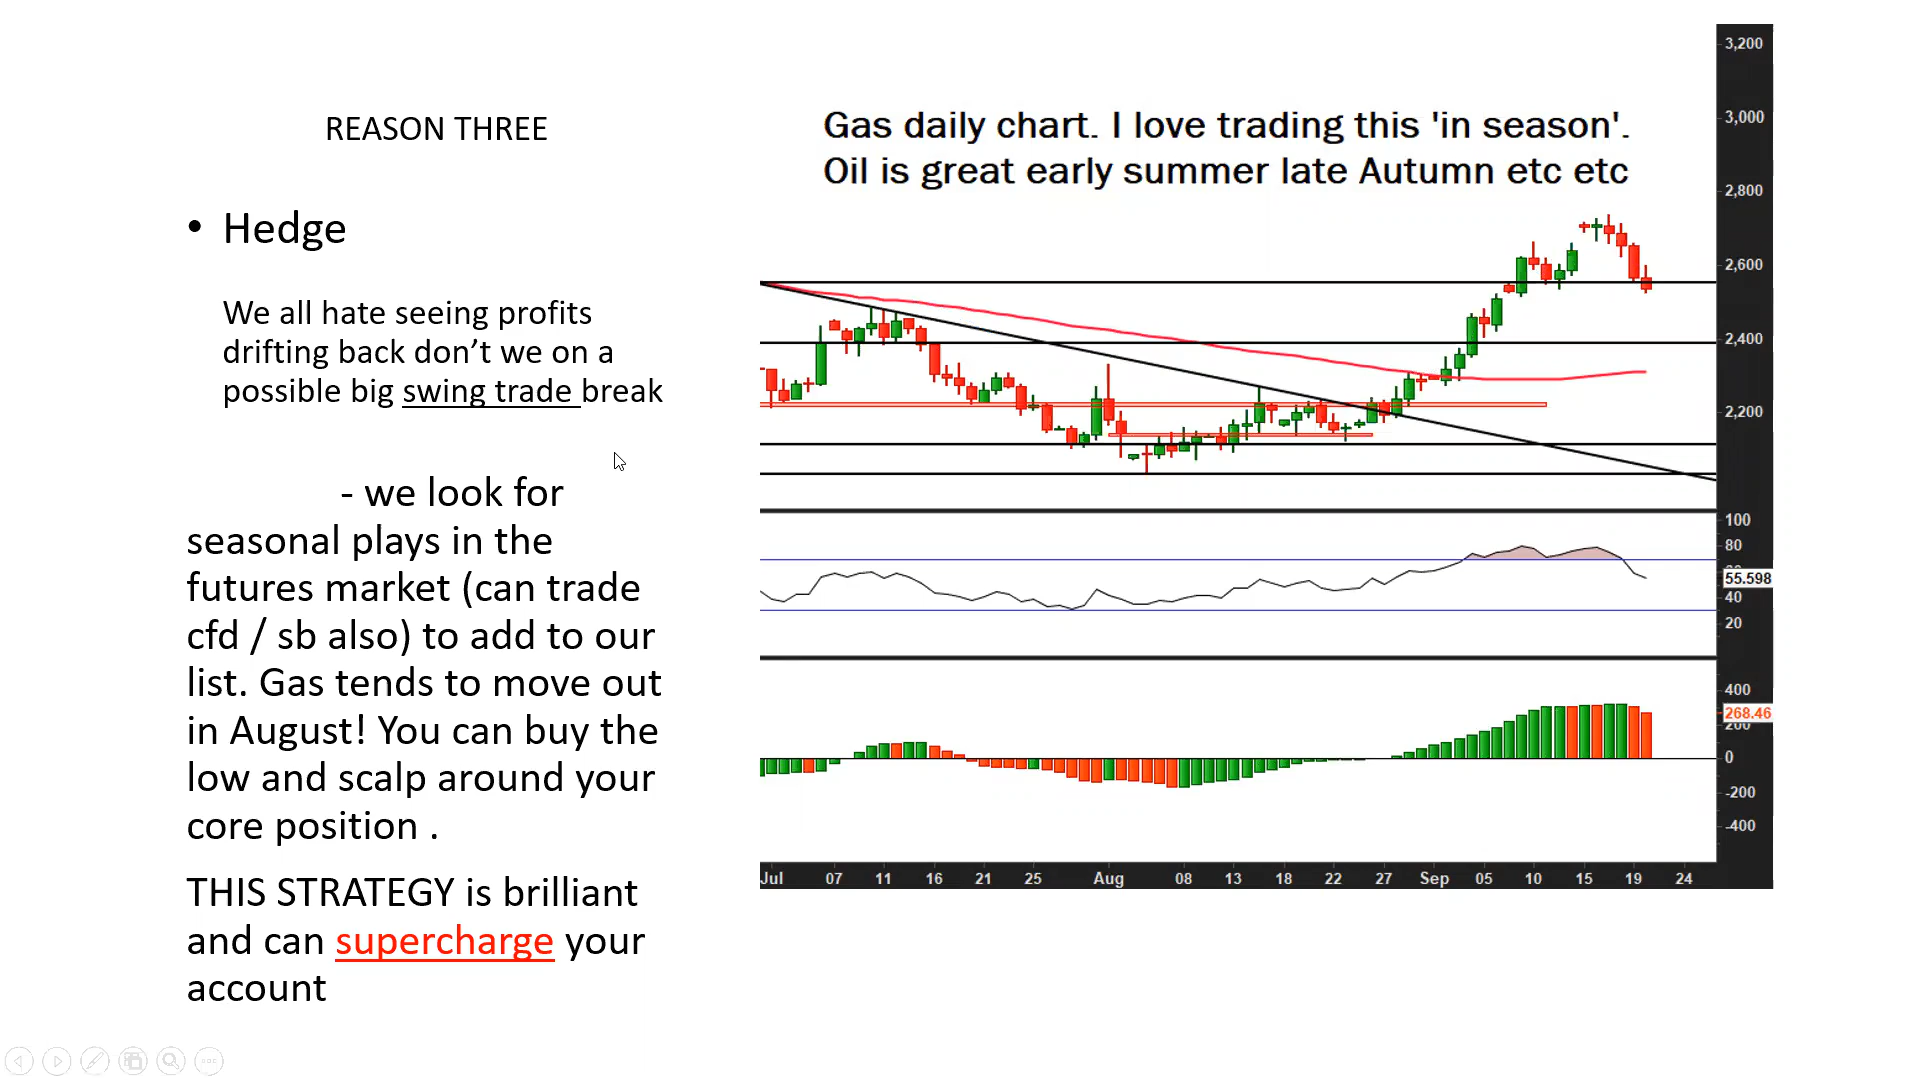 REASON THREE
• Hedge
We all hate seeing profits
drifting back don’t we on a
possible big swing trade break
- we look for
seasonal plays in the
futures market (can trade
cfd / sb also) to add to our
list. Gas tends to move out
in August! You can buy the
low and scalp around your
core position .
THIS STRATEGY is brilliant
and can supercharge your
account
Gas daily chart. I love trading this 'in season'.
Oil is great early summer late Autumn etc etc
3,200
3,000
2,800
2,600
2,400
2,200
100
80
55.598
40
20
400
268.46
200
0
-200
-400
Jul 07 11 16 21 25 Aug 08 13 18 22 27 Sep 05 10 15 19 24